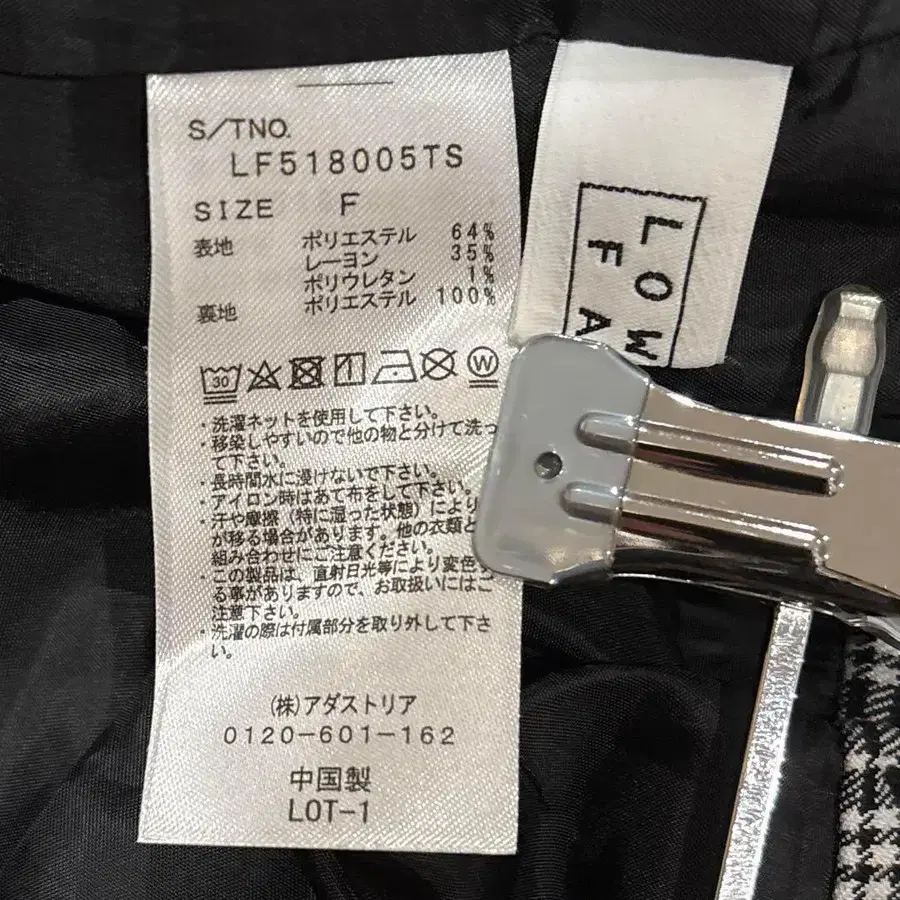 S/TNO.
LF518005TS
SIZE F
表地 ポリエステル 64%
レーヨン 35%
ポリウレタン 1%
裏地 ポリエステル 100%
30 W
・洗濯ネットを使用して下さい。
・移染しやすいので他の物と分けて洗っ
て下さい。
・長時間水に浸けないで下さい。
・アイロン時はあて布をして下さい。
・汗や摩擦（特に湿った状態）により
が移る場合があります。他の衣類と
組み合わせにご注意ください。
・この製品は、直射日光等により変色
る事がありますので、お取扱いにはご
注意下さい。
・洗濯の際は付属部分を取り外して下さ
い。
(株)アダストリア
0120-601-162
中国製
LOT-1
LOW
FA